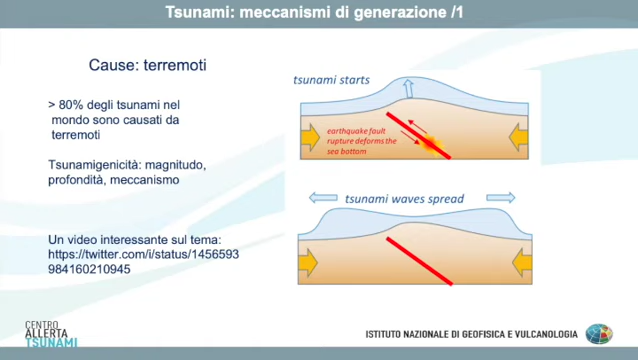 Tsunami: meccanismi di generazione /1
Cause: terremoti
> 80% degli tsunami nel
mondo sono causati da
terremoti
Tsunamigenicità: magnitudo,
profondità, meccanismo
Un video interessante sul tema:
https://twitter.com/i/status/1456593
984160210945
tsunami starts
earthquake fault
rupture deforms the
sea bottom
tsunami waves spread
CENTRO
ALLERTA
TSUNAMI
ISTITUTO NAZIONALE DI GEOFISICA E VULCANOLOGIA